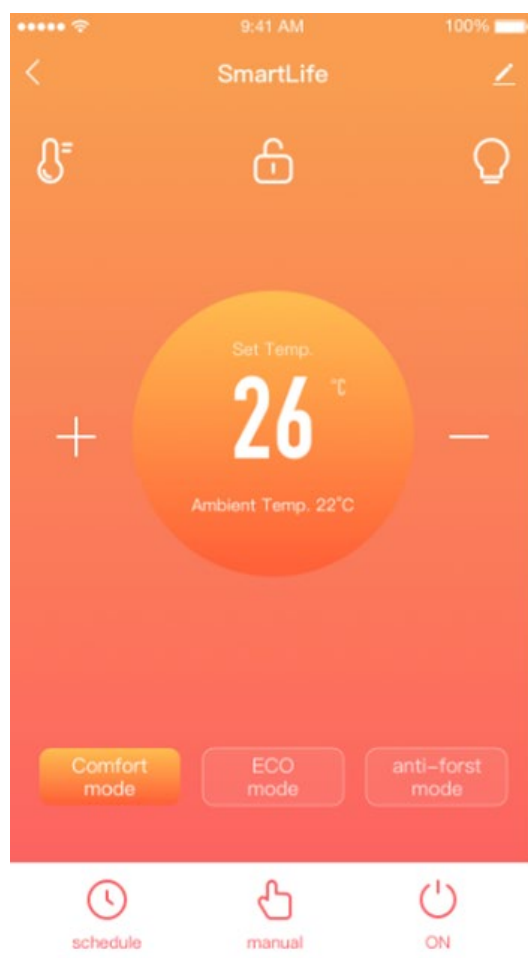 9:41 AM
100%
SmartLife
Set Temp.
26 °C
Ambient Temp. 22°C
Comfort
mode
ECO
mode
anti-forst
mode
schedule
manual
ON